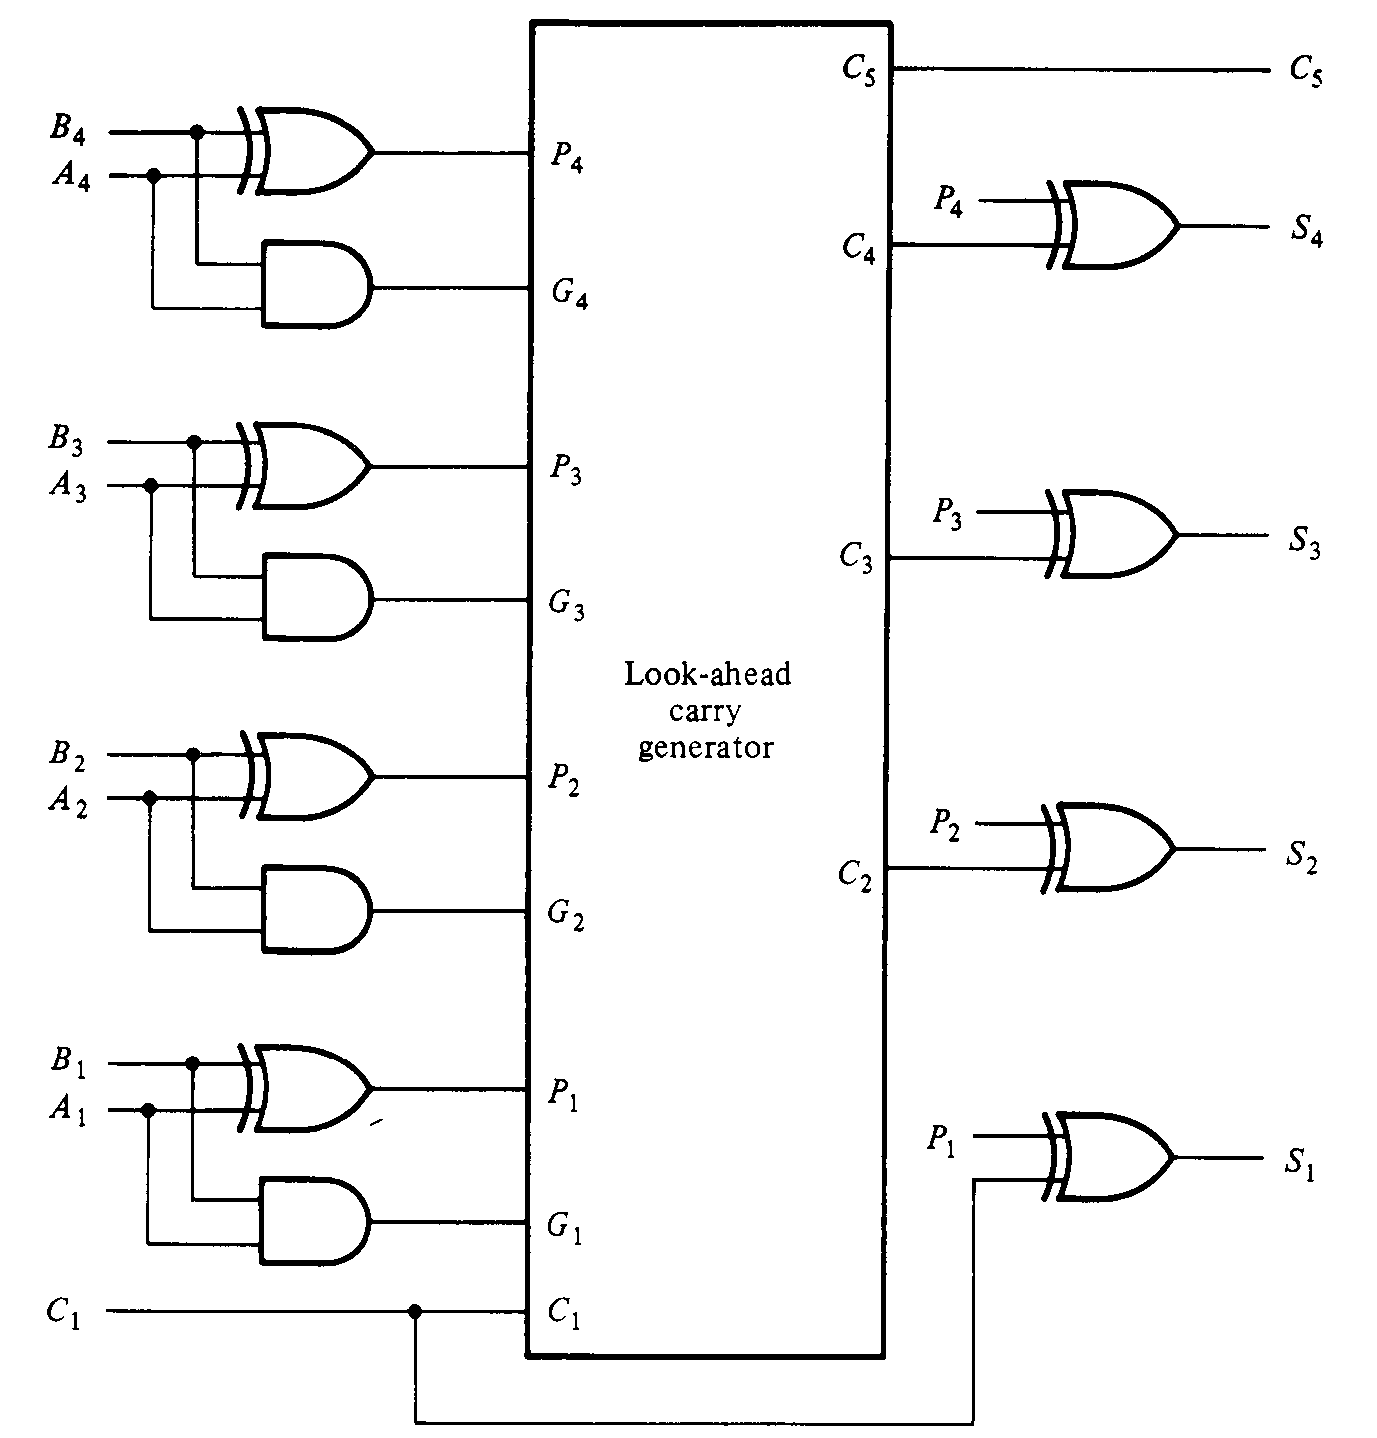 C₅ C₅
B₄
P₄
A₄
P₄
S₄
C₄
G₄
B₃
P₃
A₃
P₃
S₃
C₃
G₃
Look-ahead
carry
generator
B₂
P₂
A₂
P₂
S₂
C₂
G₂
B₁
P₁
A₁
P₁
S₁
G₁
C₁ C₁